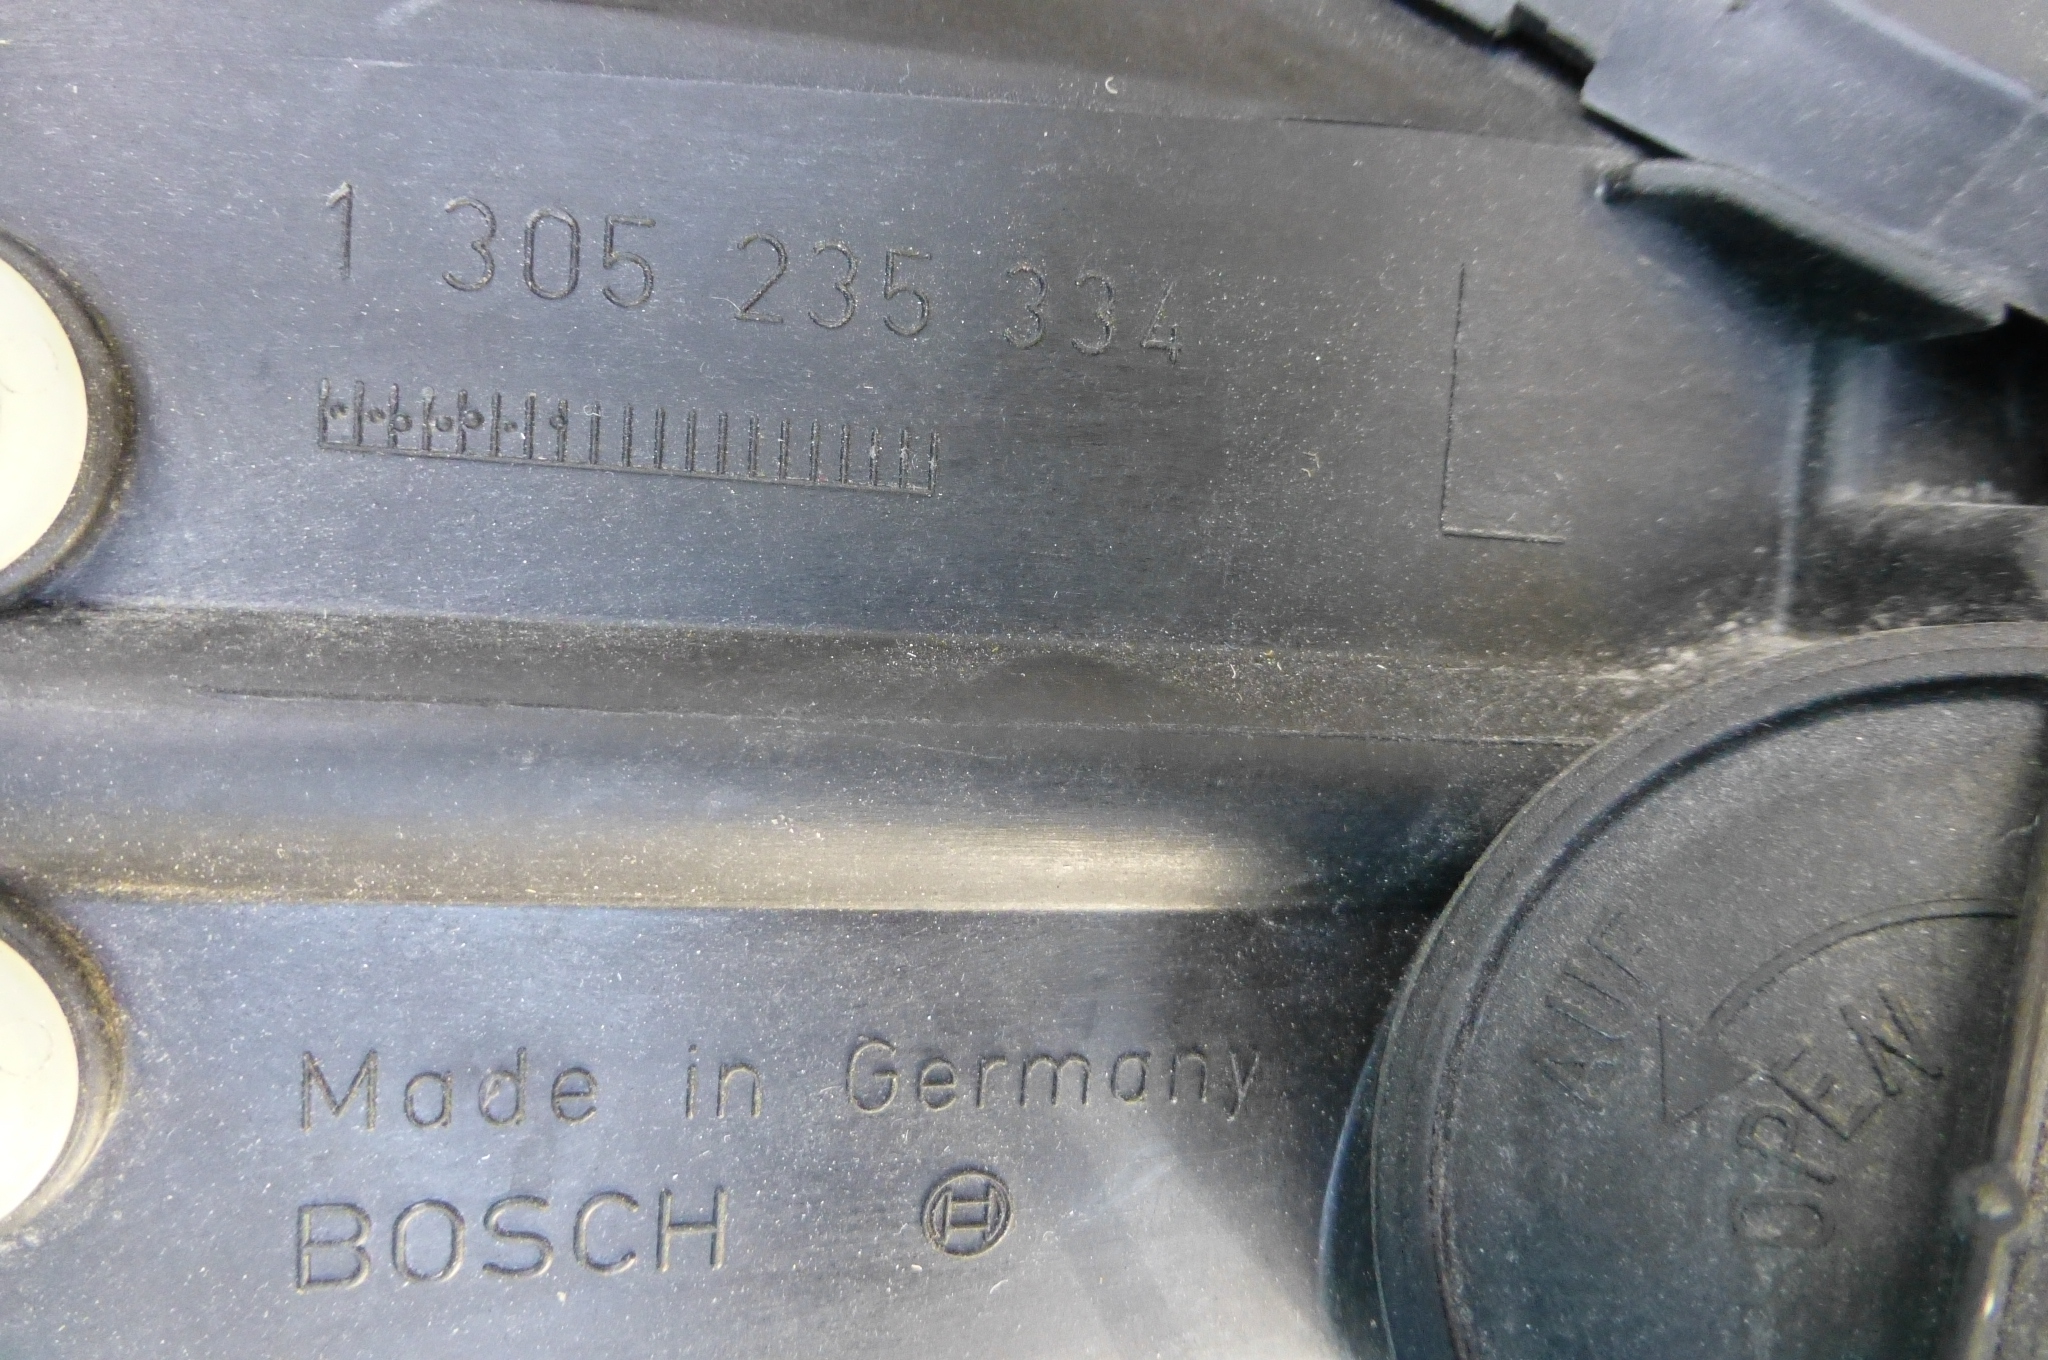 1 305 235 334
Made in Germany
BOSCH
AUF
OPEN